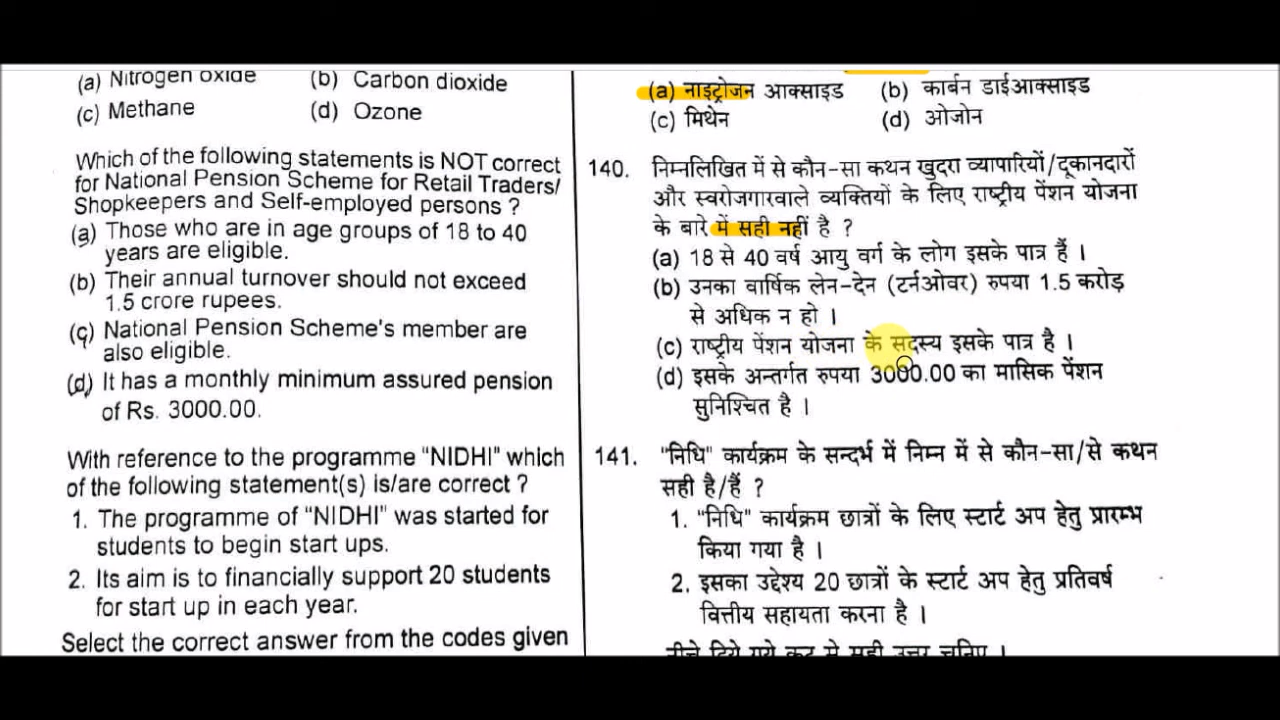 (a) Nitrogen oxide (b) Carbon dioxide
(c) Methane (d) Ozone
Which of the following statements is NOT correct
for National Pension Scheme for Retail Traders/
Shopkeepers and Self-employed persons ?
(a) Those who are in age groups of 18 to 40
years are eligible.
(b) Their annual turnover should not exceed
1.5 crore rupees.
(c) National Pension Scheme's member are
also eligible.
(d) It has a monthly minimum assured pension
of Rs. 3000.00.
With reference to the programme “NIDHI” which
of the following statement(s) is/are correct ?
1. The programme of “NIDHI” was started for
students to begin start ups.
2. Its aim is to financially support 20 students
for start up in each year.
Select the correct answer from the codes given
(a) नाइट्रोजन आक्साइड (b) कार्बन डाईआक्साइड
(c) मिथेन (d) ओजोन
140. निम्नलिखित में से कौन-सा कथन खुदरा व्यापारियों/दूकानदारों
और स्वरोजगारवाले व्यक्तियों के लिए राष्ट्रीय पेंशन योजना
के बारे में सही नहीं है ?
(a) 18 से 40 वर्ष आयु वर्ग के लोग इसके पात्र हैं ।
(b) उनका वार्षिक लेन-देन (टर्नओवर) रुपया 1.5 करोड़
से अधिक न हो ।
(c) राष्ट्रीय पेंशन योजना के सदस्य इसके पात्र है ।
(d) इसके अन्तर्गत रुपया 3000.00 का मासिक पेंशन
सुनिश्चित है ।
141. “निधि” कार्यक्रम के सन्दर्भ में निम्न में से कौन-सा/से कथन
सही है/हैं ?
1. “निधि” कार्यक्रम छात्रों के लिए स्टार्ट अप हेतु प्रारम्भ
किया गया है ।
2. इसका उद्देश्य 20 छात्रों के स्टार्ट अप हेतु प्रतिवर्ष
वित्तीय सहायता करना है ।
नीचे दिये गये कूट से सही उत्तर चुनिए ।